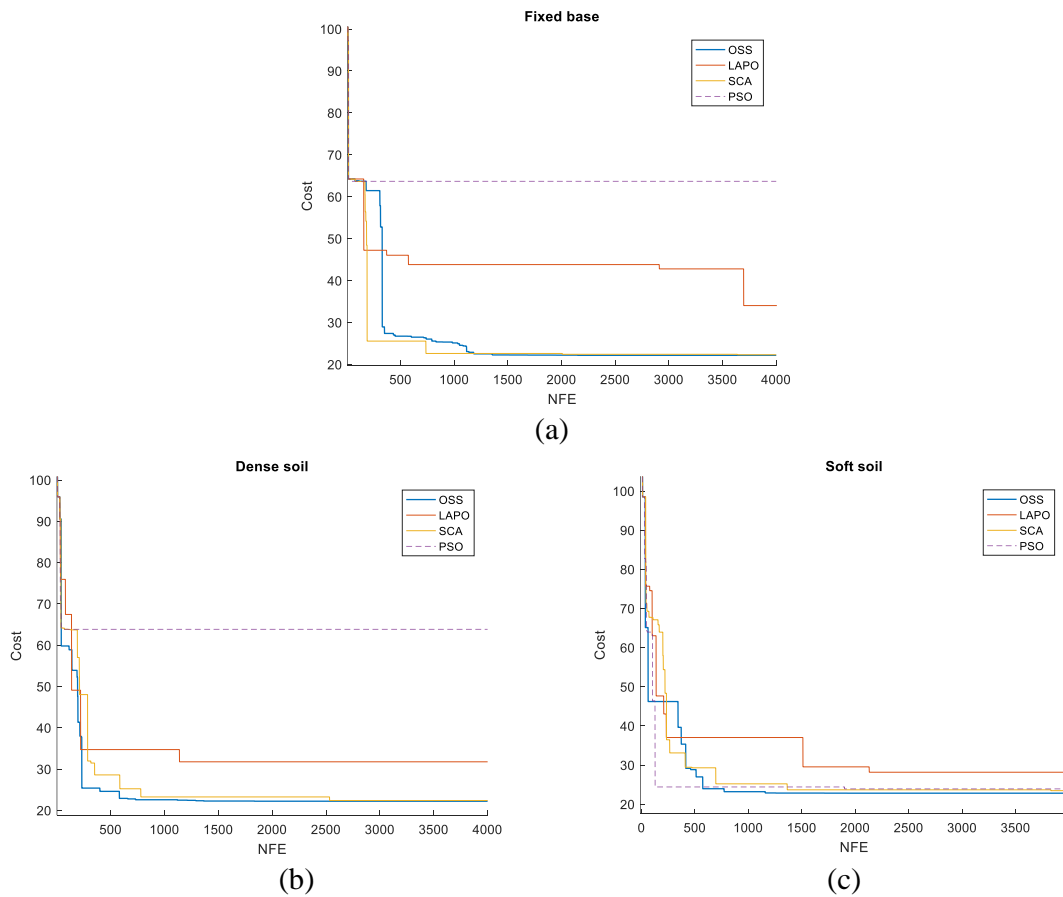 Fixed base
100
90
80
70
60
50
40
30
20
Cost
500
1000
1500
2000
2500
3000
3500
4000
NFE
OSS
LAPO
SCA
PSO
(a)
Dense soil
100
90
80
70
60
50
40
30
20
Cost
500
1000
1500
2000
2500
3000
3500
4000
NFE
OSS
LAPO
SCA
PSO
(b)
Soft soil
100
90
80
70
60
50
40
30
20
Cost
0
500
1000
1500
2000
2500
3000
3500
NFE
OSS
LAPO
SCA
PSO
(c)